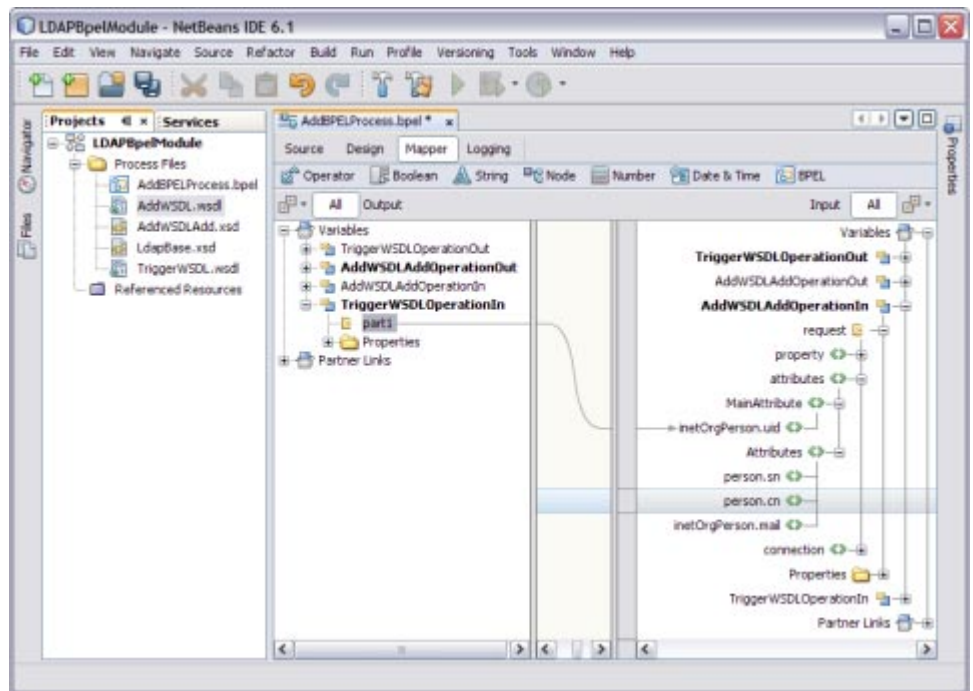 LDAPBpelModule - NetBeans IDE 6.1
File Edit View Navigate Source Refactor Build Run Profile Versioning Tools Window Help
Navigator
Files
Projects Services
LDAPBpelModule
Process Files
AddBPELProcess.bpel
AddWSDL.wsdl
AddWSDLAdd.xsd
LdapBase.xsd
TriggerWSDL.wsdl
Referenced Resources
AddBPELProcess.bpel *
Source Design Mapper Logging
Operator Boolean String Node Number Date & Time BPEL
All Output
Variables
TriggerWSDLOperationOut
AddWSDLAddOperationOut
AddWSDLAddOperationIn
TriggerWSDLOperationIn
part1
Properties
Partner Links
Input All
Variables
TriggerWSDLOperationOut
AddWSDLAddOperationOut
AddWSDLAddOperationIn
request
property
attributes
MainAttribute
inetOrgPerson.uid
Attributes
person.sn
person.cn
inetOrgPerson.mail
connection
Properties
TriggerWSDLOperationIn
Partner Links
Properties